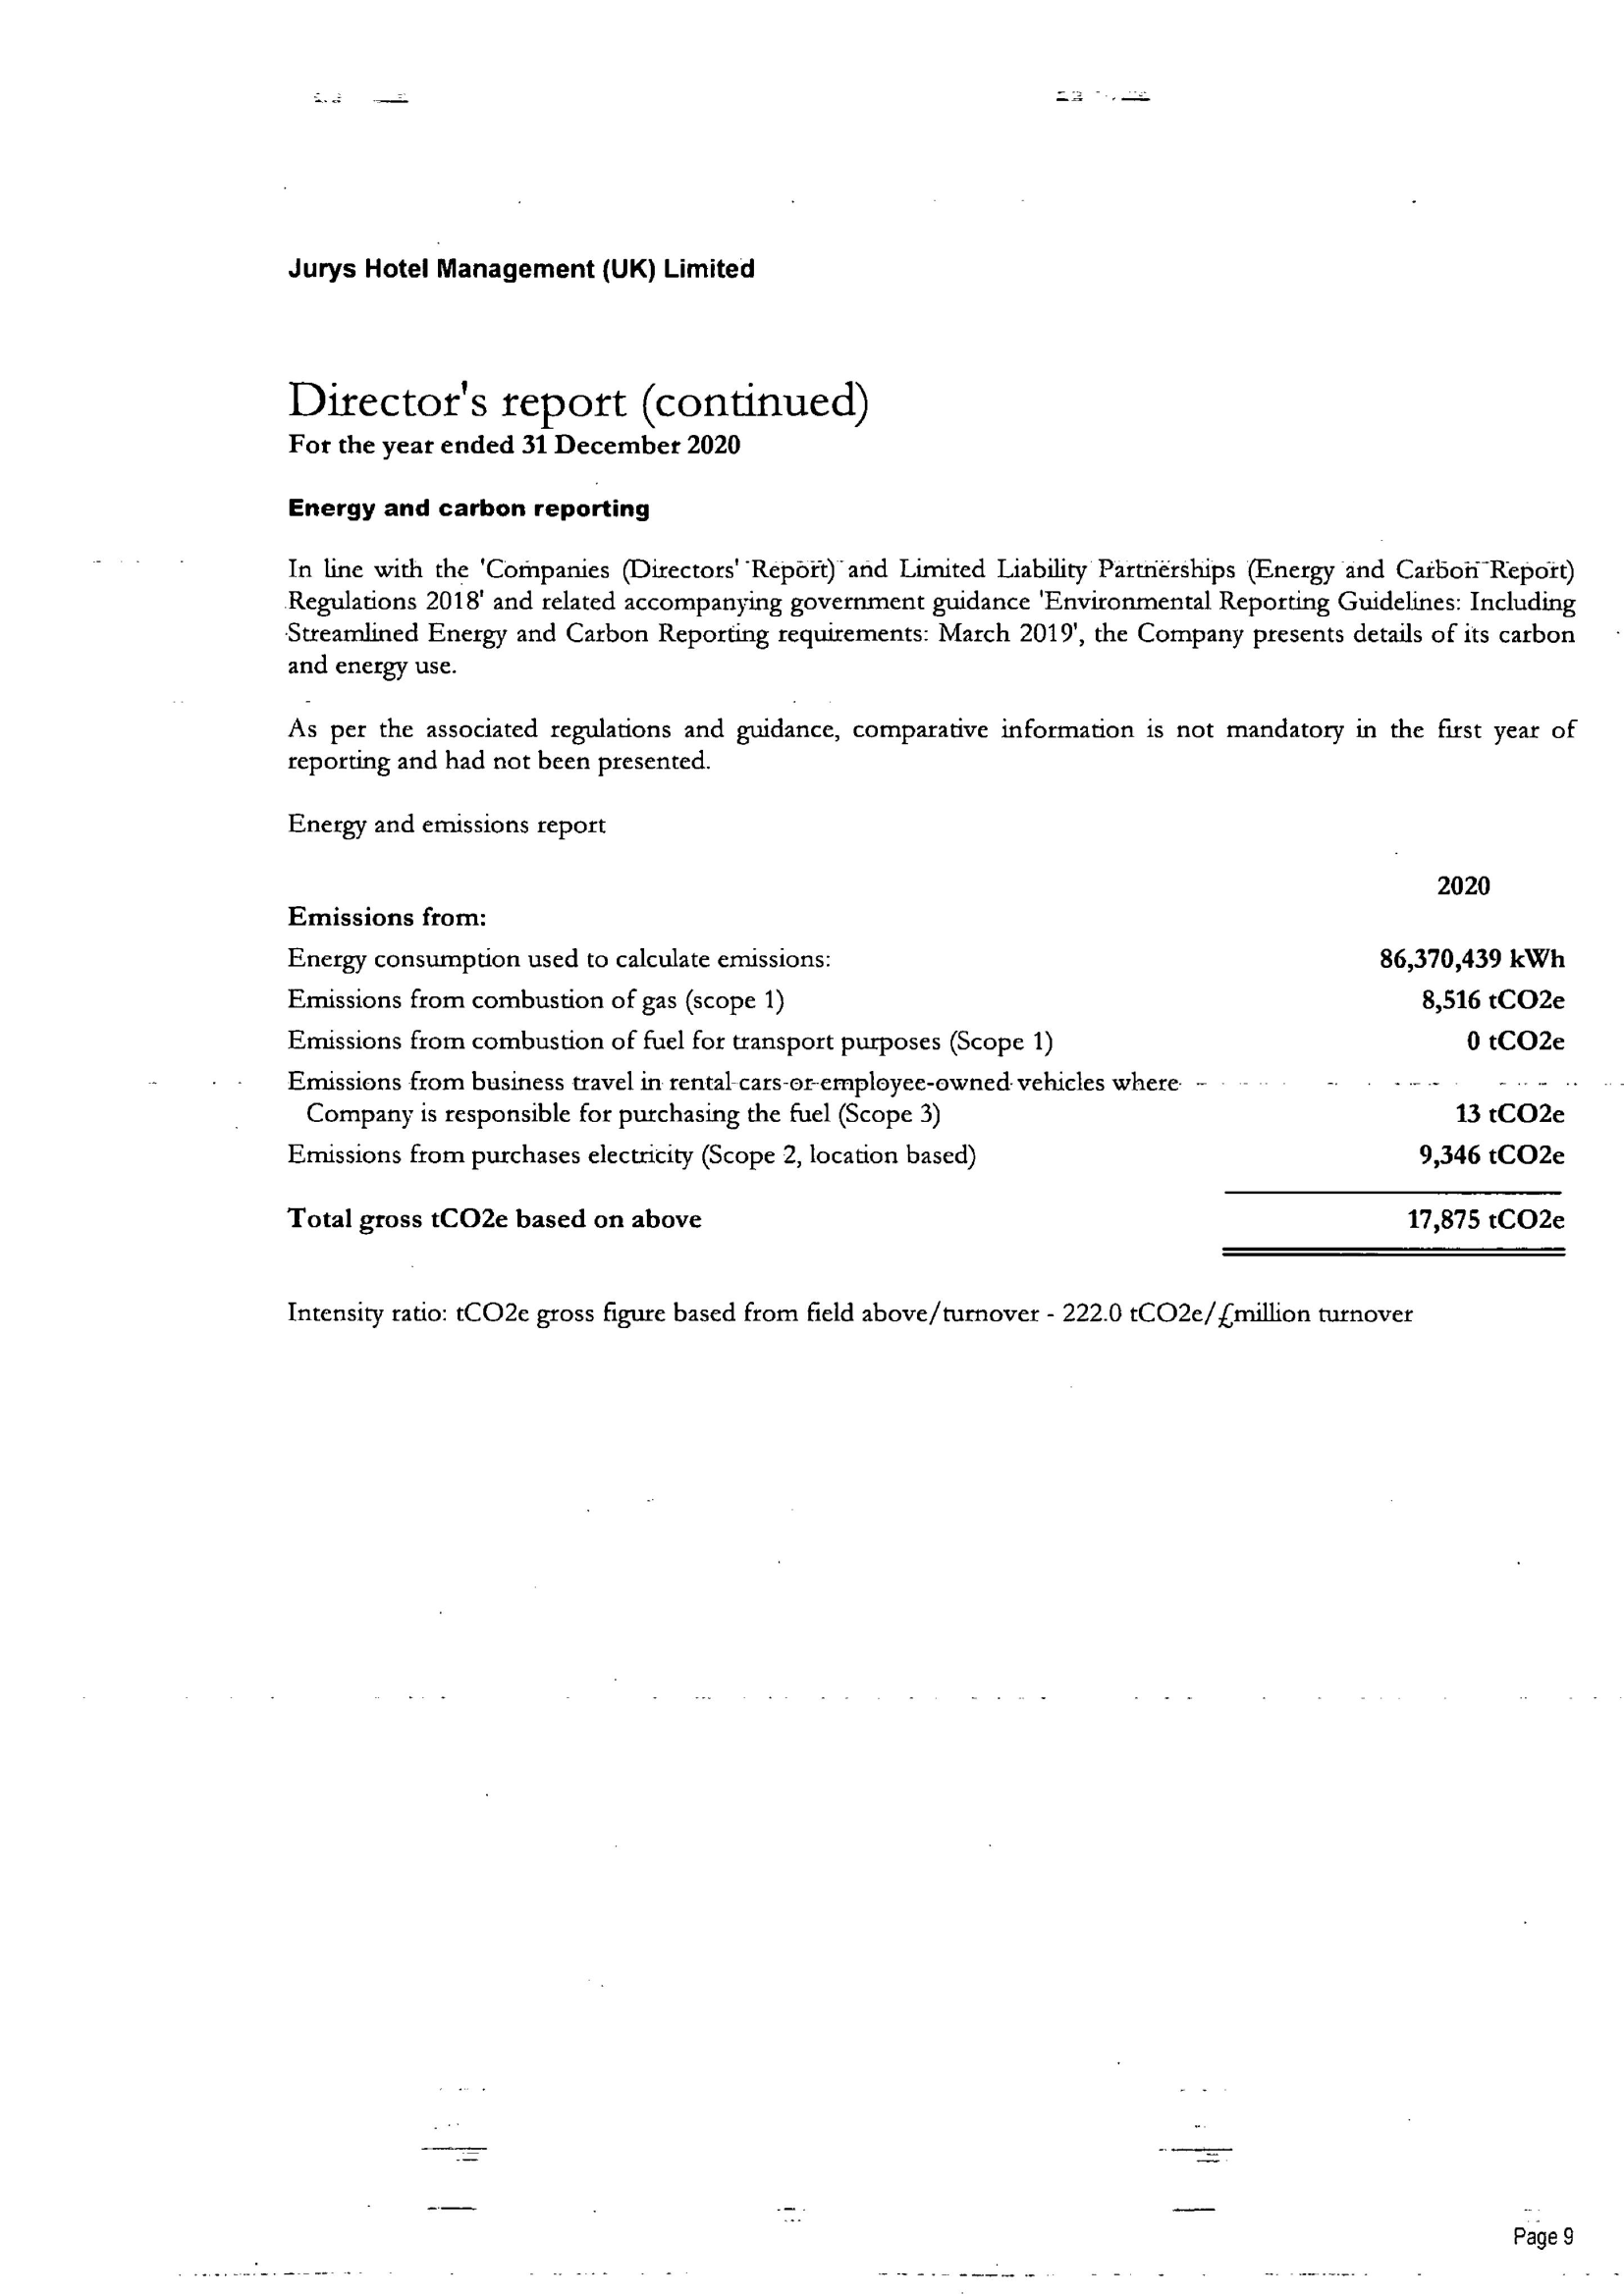 Jurys Hotel Management (UK) Limited
Director's report (continued)
For the year ended 31 December 2020
Energy and carbon reporting
In line with the 'Companies (Directors' Report) and Limited Liability Partnerships (Energy and Carbon Report)
Regulations 2018' and related accompanying government guidance 'Environmental Reporting Guidelines: Including
Streamlined Energy and Carbon Reporting requirements: March 2019', the Company presents details of its carbon
and energy use.
As per the associated regulations and guidance, comparative information is not mandatory in the first year of
reporting and had not been presented.
Energy and emissions report
2020
Emissions from:
Energy consumption used to calculate emissions: 86,370,439 kWh
Emissions from combustion of gas (scope 1) 8,516 tCO2e
Emissions from combustion of fuel for transport purposes (Scope 1) 0 tCO2e
Emissions from business travel in rental cars or employee-owned vehicles where
Company is responsible for purchasing the fuel (Scope 3) 13 tCO2e
Emissions from purchases electricity (Scope 2, location based) 9,346 tCO2e
Total gross tCO2e based on above 17,875 tCO2e
Intensity ratio: tCO2e gross figure based from field above/turnover - 222.0 tCO2e/£million turnover
Page 9